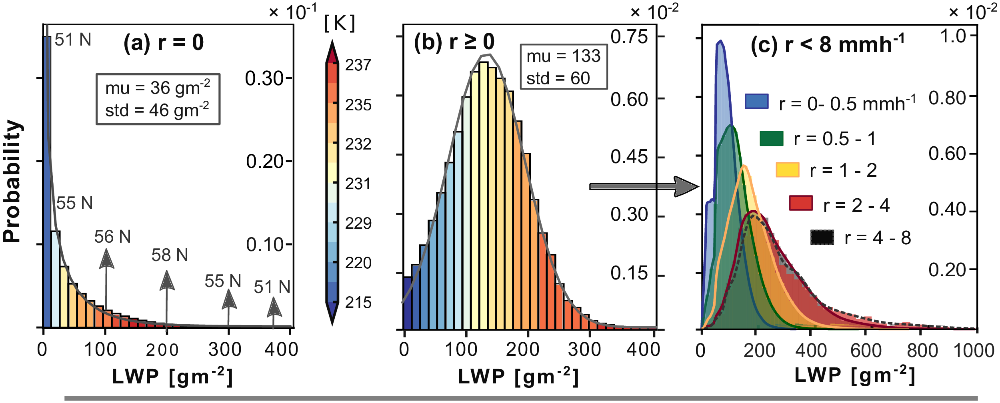 × 10-1
(a) r = 0
51 N
mu = 36 gm-2
std = 46 gm-2
0.30
0.20
0.10
55 N
56 N
58 N
55 N
51 N
Probability
0 100 200 300 400
LWP [gm-2]
[K]
237
235
232
231
229
220
215
× 10-2
(b) r ≥ 0
mu = 133
std = 60
0.75
0.60
0.45
0.30
0.15
0 100 200 300 400
LWP [gm-2]
× 10-2
(c) r < 8 mmh-1
1.0
0.80
0.60
0.40
0.20
r = 0- 0.5 mmh-1
r = 0.5 - 1
r = 1 - 2
r = 2 - 4
r = 4 - 8
0 200 400 600 800 1000
LWP [gm-2]